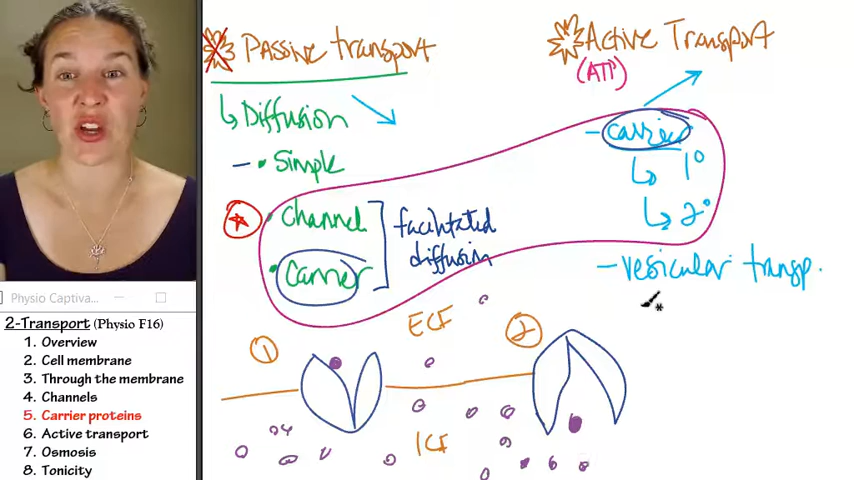 Passive transport
Active Transport
(ATP)
Diffusion
- carrier
Simple
1°
Channel
facilitated
diffusion
2°
Carrier
- vesicular transp.
ECF
1
2
ICF
Physio Captiva...
2-Transport (Physio F16)
1. Overview
2. Cell membrane
3. Through the membrane
4. Channels
5. Carrier proteins
6. Active transport
7. Osmosis
8. Tonicity